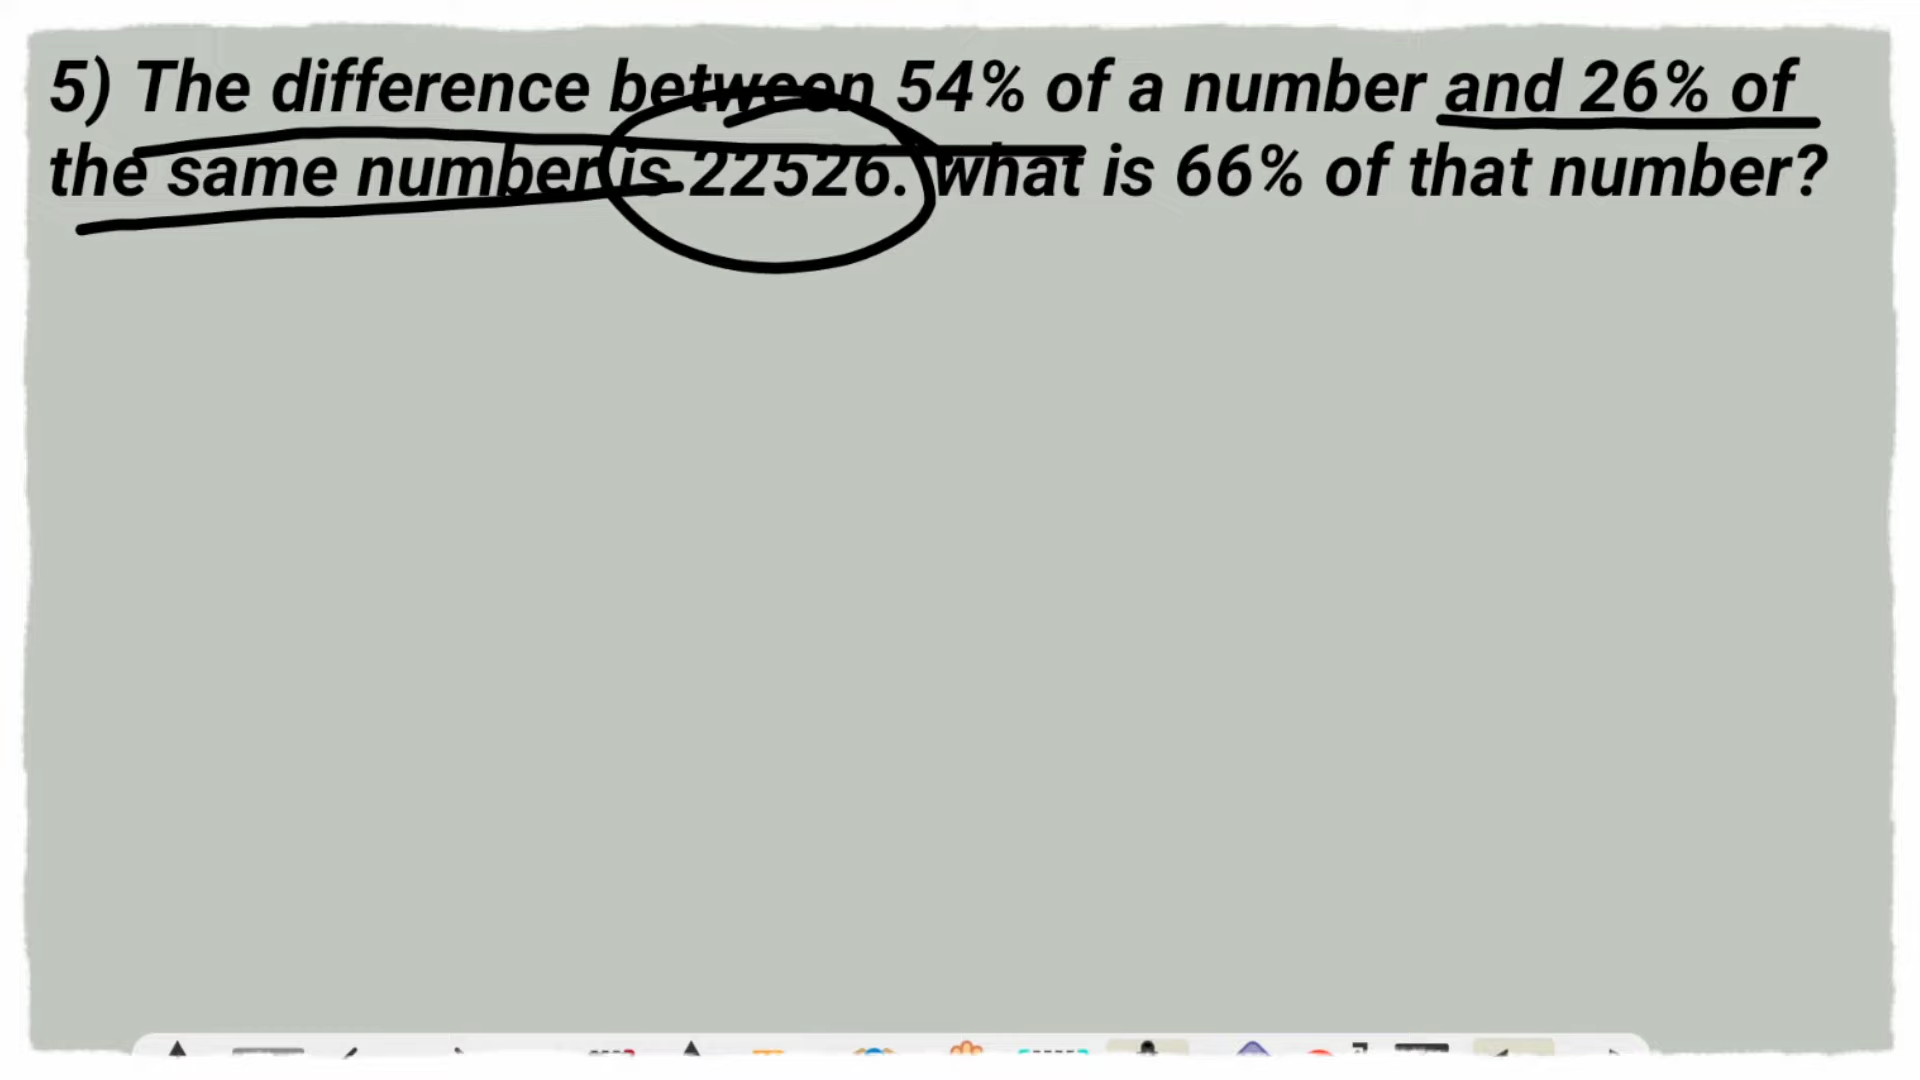 5) The difference between 54% of a number and 26% of
the same number is 22526. what is 66% of that number?